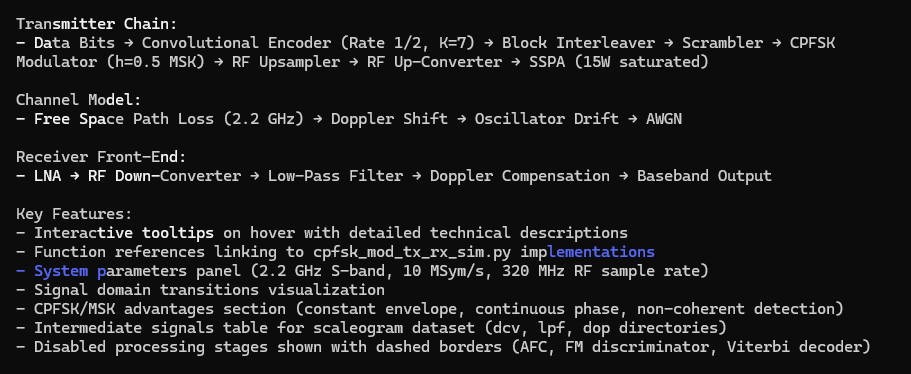 Transmitter Chain:
- Data Bits → Convolutional Encoder (Rate 1/2, K=7) → Block Interleaver → Scrambler → CPFSK
Modulator (h=0.5 MSK) → RF Upsampler → RF Up-Converter → SSPA (15W saturated)
Channel Model:
- Free Space Path Loss (2.2 GHz) → Doppler Shift → Oscillator Drift → AWGN
Receiver Front-End:
- LNA → RF Down-Converter → Low-Pass Filter → Doppler Compensation → Baseband Output
Key Features:
- Interactive tooltips on hover with detailed technical descriptions
- Function references linking to cpfsk_mod_tx_rx_sim.py implementations
- System parameters panel (2.2 GHz S-band, 10 MSym/s, 320 MHz RF sample rate)
- Signal domain transitions visualization
- CPFSK/MSK advantages section (constant envelope, continuous phase, non-coherent detection)
- Intermediate signals table for scaleogram dataset (dcv, lpf, dop directories)
- Disabled processing stages shown with dashed borders (AFC, FM discriminator, Viterbi decoder)